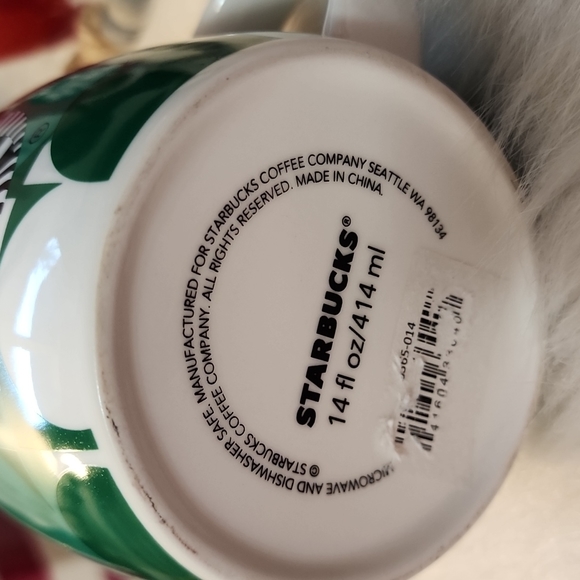 MICROWAVE AND DISHWASHER SAFE. MANUFACTURED FOR STARBUCKS COFFEE COMPANY SEATTLE WA 98134
© STARBUCKS COFFEE COMPANY. ALL RIGHTS RESERVED. MADE IN CHINA.
STARBUCKS®
14 fl oz/414 ml